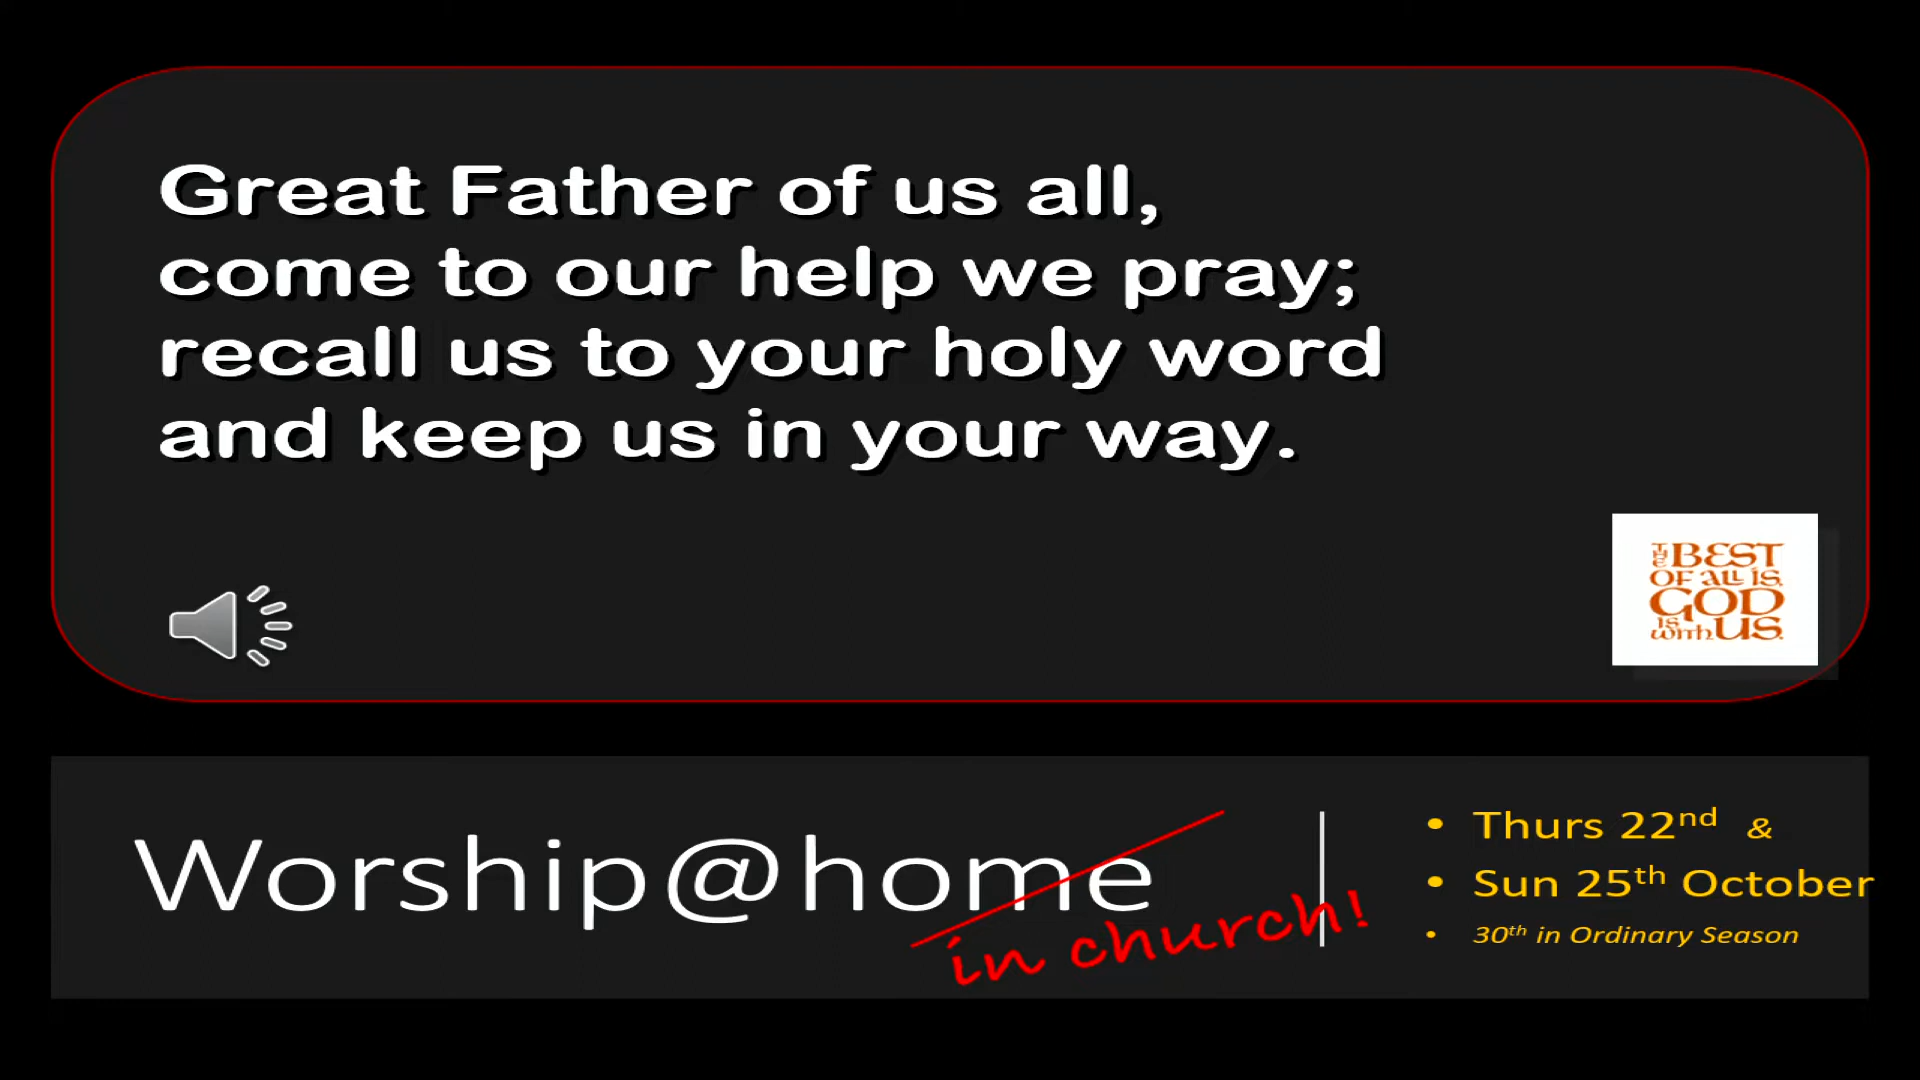 Great Father of us all,
come to our help we pray;
recall us to your holy word
and keep us in your way.
THE BEST
OF ALL IS
GOD
IS
with US.
Worship@home
in church!
• Thurs 22nd &
• Sun 25th October
• 30th in Ordinary Season